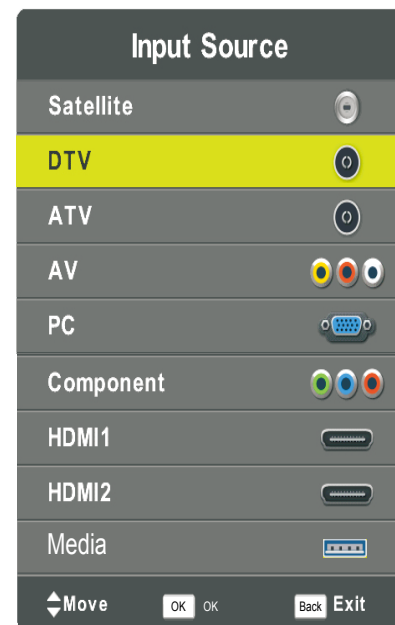 Input Source
Satellite
DTV
ATV
AV
PC
Component
HDMI1
HDMI2
Media
Move OK OK Back Exit